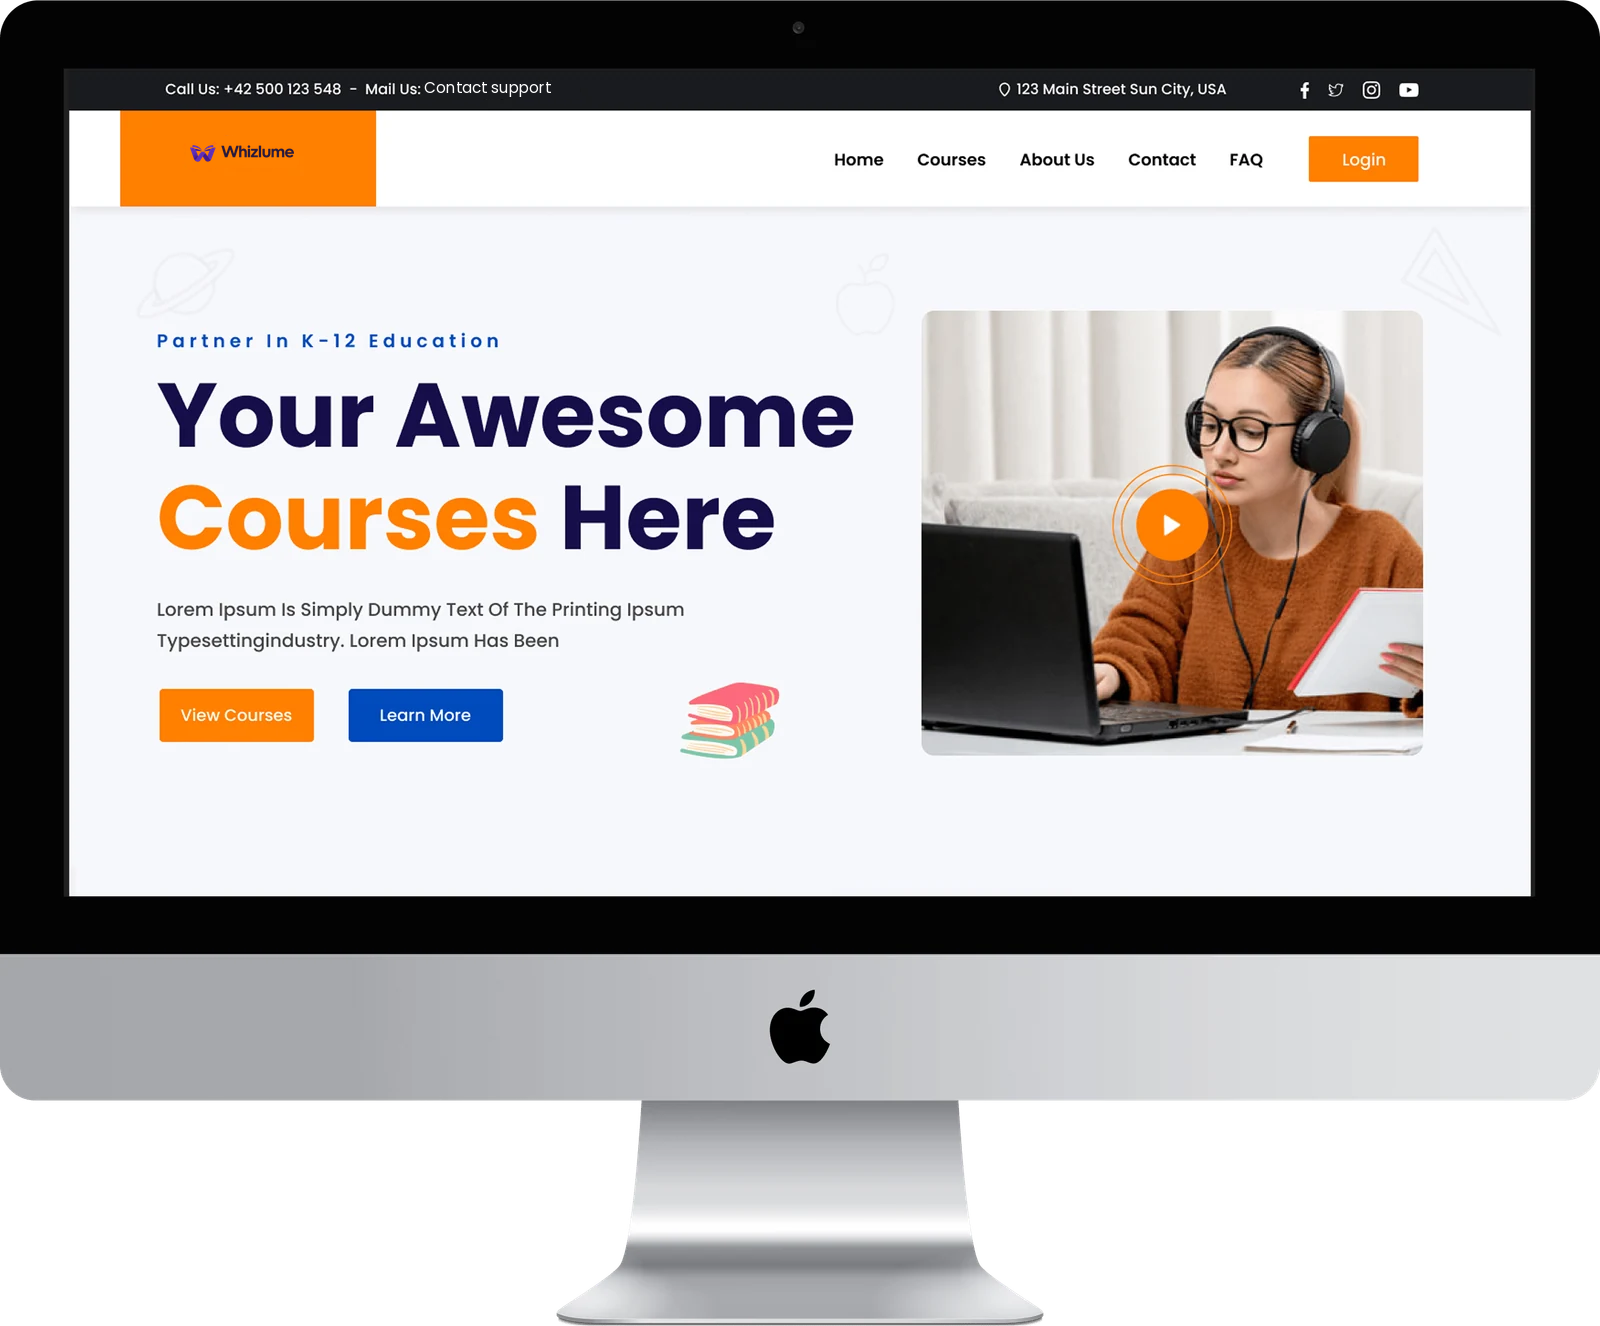 Call Us: +42 500 123 548 - Mail Us: Contact support
123 Main Street Sun City, USA
Whizlume
Home Courses About Us Contact FAQ Login
Partner In K-12 Education
Your Awesome
Courses Here
Lorem Ipsum Is Simply Dummy Text Of The Printing Ipsum
Typesettingindustry. Lorem Ipsum Has Been
View Courses Learn More